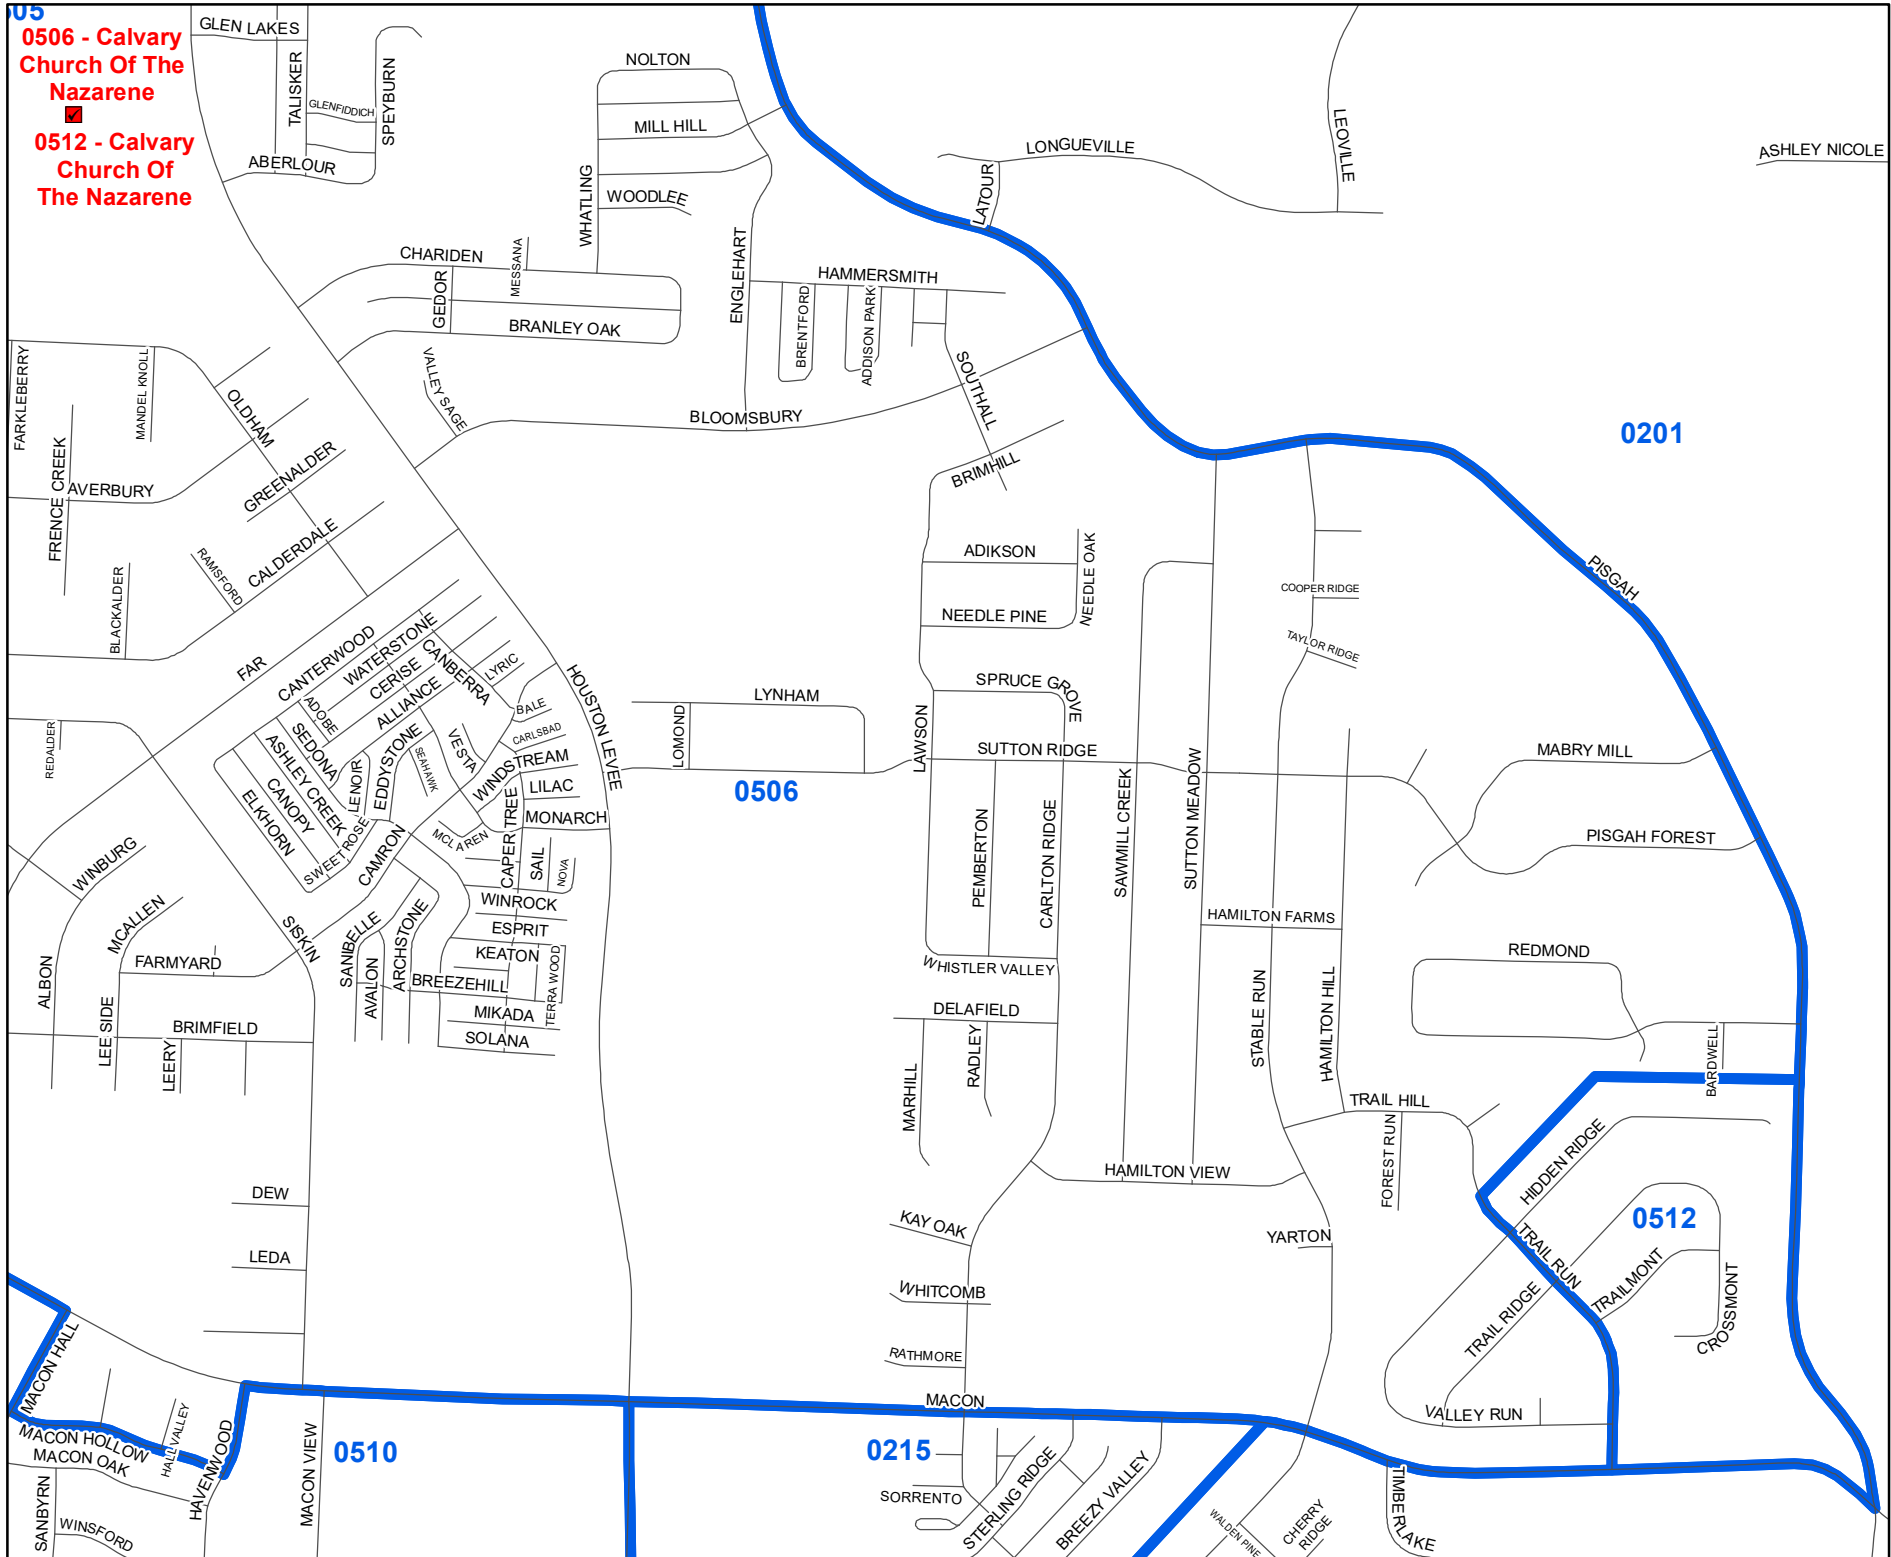 0506 - Calvary
Church Of The
Nazarene
0512 - Calvary
Church Of
The Nazarene
GLEN LAKES
TALISKER
GLENFIDDICH
SPEYBURN
ABERLOUR
NOLTON
MILL HILL
WHATLING
WOODLEE
ENGLEHART
LONGUEVILLE
LATOUR
LEOVILLE
ASHLEY NICOLE
CHARIDEN
MESSANA
GEDOR
BRANLEY OAK
HAMMERSMITH
BRENTFORD
ADDISON PARK
VALLEY SAGE
BLOOMSBURY
SOUTHALL
BRIMHILL
0201
FARKLEBERRY
MANDEL KNOLL
OLDHAM
FRENCE CREEK
AVERBURY
GREENALDER
CALDERDALE
RAMSFORD
BLACKALDER
FAR
ADIKSON
NEEDLE OAK
NEEDLE PINE
COOPER RIDGE
TAYLOR RIDGE
PISGAH
CANTERWOOD
WATERSTONE
CERISE
CANBERRA
LYRIC
ALLIANCE
ADOBE
SEDONA
ASHLEY CREEK
CANOPY
ELKHORN
LENOIR
EDDYSTONE
SEAHAWK
VESTA
BALE
CARLSBAD
WINDSTREAM
HOUSTON LEVEE
LILAC
MONARCH
CAPER TREE
MCLAREN
SWEETROSE
CAMRON
SAIL
NOVA
WINROCK
ESPRIT
KEATON
TERRA WOOD
BREEZEHILL
MIKADA
SOLANA
SANIBELLE
AVALON
ARCHSTONE
REDALDER
LYNHAM
LOMOND
0506
LAWSON
SPRUCE GROVE
SUTTON RIDGE
PEMBERTON
CARLTON RIDGE
SAWMILL CREEK
SUTTON MEADOW
MABRY MILL
PISGAH FOREST
HAMILTON FARMS
REDMOND
WHISTLER VALLEY
DELAFIELD
RADLEY
MARHILL
STABLE RUN
HAMILTON HILL
BARDWELL
TRAIL HILL
FOREST RUN
HAMILTON VIEW
HIDDEN RIDGE
0512
TRAIL RUN
TRAILMONT
TRAIL RIDGE
CROSSMONT
VALLEY RUN
YARTON
KAY OAK
WHITCOMB
RATHMORE
MACON
WINBURG
MCALLEN
SISKIN
ALBON
FARMYARD
LEE SIDE
BRIMFIELD
LEERY
DEW
LEDA
MACON HALL
MACON HOLLOW
MACON OAK
HALL VALLEY
HAVENWOOD
SANBYRN
WINSFORD
MACON VIEW
0510
0215
SORRENTO
STERLING RIDGE
BREEZY VALLEY
WALDEN PINE
CHERRY
RIDGE
TIMBERLAKE